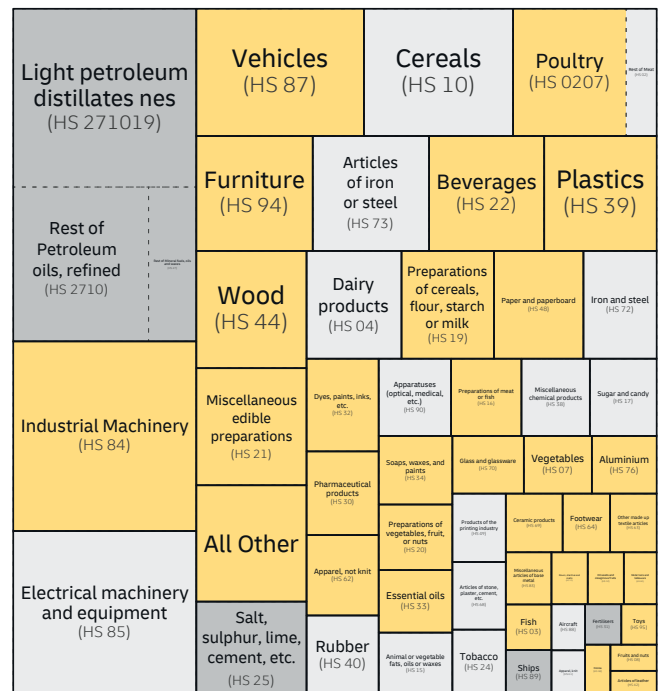 Light petroleum
distillates nes
(HS 271019)
Rest of
Petroleum
oils, refined
(HS 2710)
Industrial Machinery
(HS 84)
Electrical machinery
and equipment
(HS 85)
Vehicles
(HS 87)
Cereals
(HS 10)
Poultry
(HS 0207)
Rest of Meat
Furniture
(HS 94)
Articles
of iron
or steel
(HS 73)
Beverages
(HS 22)
Plastics
(HS 39)
Wood
(HS 44)
Dairy
products
(HS 04)
Preparations
of cereals,
flour, starch
or milk
(HS 19)
Paper and paperboard
(HS 48)
Iron and steel
(HS 72)
Miscellaneous
edible
preparations
(HS 21)
Dyes, paints, inks,
etc.
(HS 32)
Apparatuses
(optical, medical,
etc.)
(HS 90)
Preparations of meat
or fish
(HS 16)
Miscellaneous
chemical products
(HS 38)
Sugar and candy
(HS 17)
Pharmaceutical
products
(HS 30)
Soaps, waxes, and
paints
(HS 34)
Glass and glassware
(HS 70)
Vegetables
(HS 07)
Aluminium
(HS 76)
All Other
Apparel, not knit
(HS 62)
Preparations of
vegetables, fruit,
or nuts
(HS 20)
Products of the
printing industry
(HS 49)
Ceramic products
(HS 69)
Footwear
(HS 64)
Other made up
textile articles
(HS 63)
Essential oils
(HS 33)
Articles of stone,
plaster, cement,
etc.
(HS 68)
Miscellaneous
articles of base
metal
(HS 83)
Salt,
sulphur, lime,
cement, etc.
(HS 25)
Rubber
(HS 40)
Animal or vegetable
fats, oils or waxes
(HS 15)
Tobacco
(HS 24)
Fish
(HS 03)
Aircraft
(HS 88)
Fertilisers
(HS 31)
Toys
(HS 95)
Ships
(HS 89)
Fruits and nuts
(HS 08)
Articles of leather